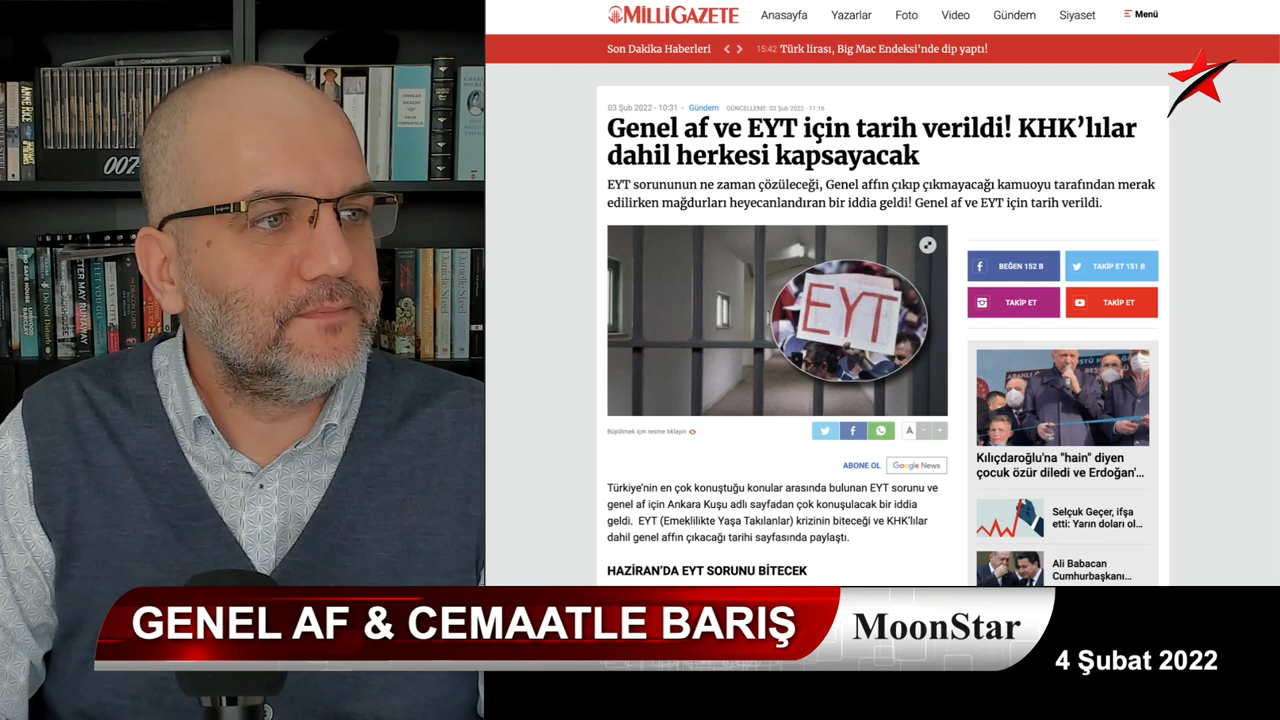 MİLLİGAZETE
Anasayfa Yazarlar Foto Video Gündem Siyaset Menü
Son Dakika Haberleri 15:42 Türk lirası, Big Mac Endeksi'nde dip yaptı!
03 Şub 2022 - 10:31 - Gündem GÜNCELLEME: 03 Şub 2022 - 11:16
Genel af ve EYT için tarih verildi! KHK’lılar
dahil herkesi kapsayacak
EYT sorununun ne zaman çözüleceği, Genel affın çıkıp çıkmayacağı kamuoyu tarafından merak
edilirken mağdurları heyecanlandıran bir iddia geldi! Genel af ve EYT için tarih verildi.
EYT
BEĞEN 152 B
TAKİP ET 151 B
TAKİP ET
TAKİP ET
Büyütmek için resme tıklayın
A - +
ABONE OL Google News
Türkiye’nin en çok konuştuğu konular arasında bulunan EYT sorunu ve
genel af için Ankara Kuşu adlı sayfadan çok konuşulacak bir iddia
geldi. EYT (Emeklilikte Yaşa Takılanlar) krizinin biteceği ve KHK’lılar
dahil genel affın çıkacağı tarihi sayfasında paylaştı.
HAZİRAN’DA EYT SORUNU BİTECEK
Kılıçdaroğlu'na "hain" diyen
çocuk özür diledi ve Erdoğan'...
Selçuk Geçer, ifşa
etti: Yarın doları ol...
Ali Babacan
Cumhurbaşkanı...
007
GENEL AF & CEMAATLE BARIŞ
MoonStar
4 Şubat 2022